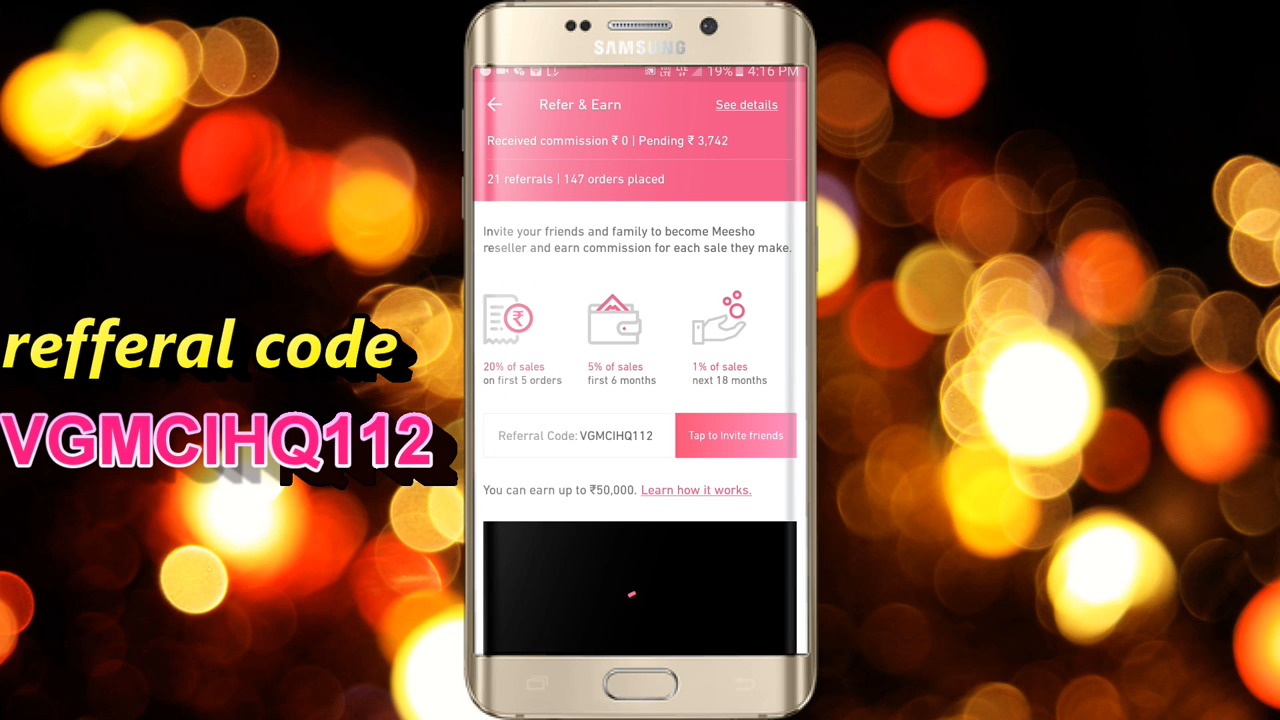 SAMSUNG
19% 4:16 PM
Refer & Earn See details
Received commission ₹ 0 | Pending ₹ 3,742
21 referrals | 147 orders placed
Invite your friends and family to become Meesho
reseller and earn commission for each sale they make.
20% of sales
on first 5 orders
5% of sales
first 6 months
1% of sales
next 18 months
refferal code
VGMCIHQ112
Referral Code: VGMCIHQ112 Tap to Invite friends
You can earn up to ₹50,000. Learn how it works.